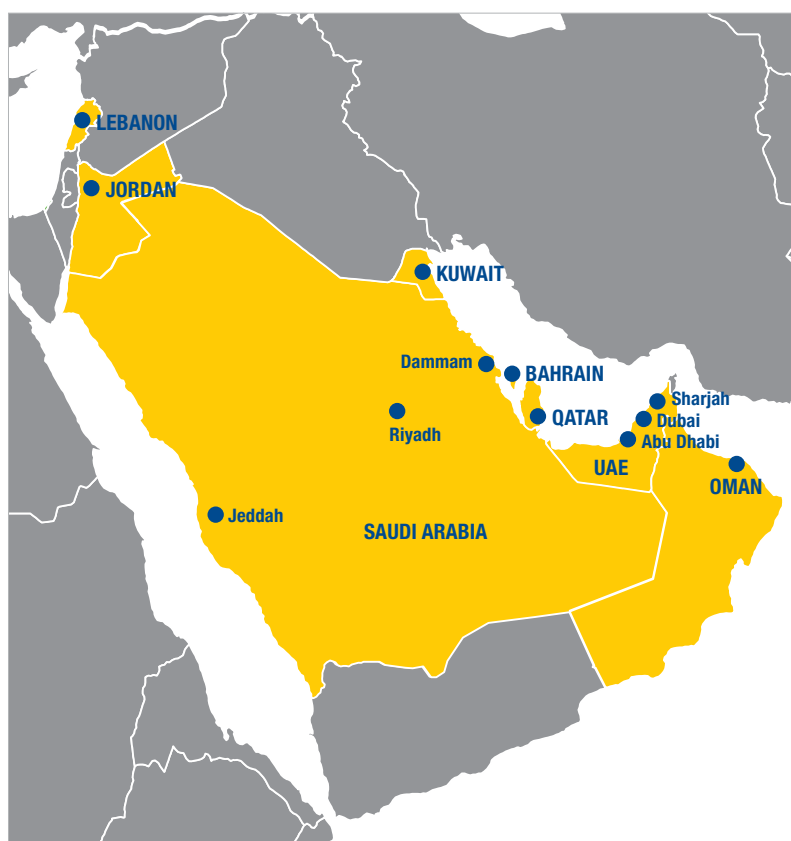 LEBANON
JORDAN
KUWAIT
Dammam
BAHRAIN
Sharjah
QATAR
Dubai
Riyadh
Abu Dhabi
UAE
OMAN
Jeddah
SAUDI ARABIA